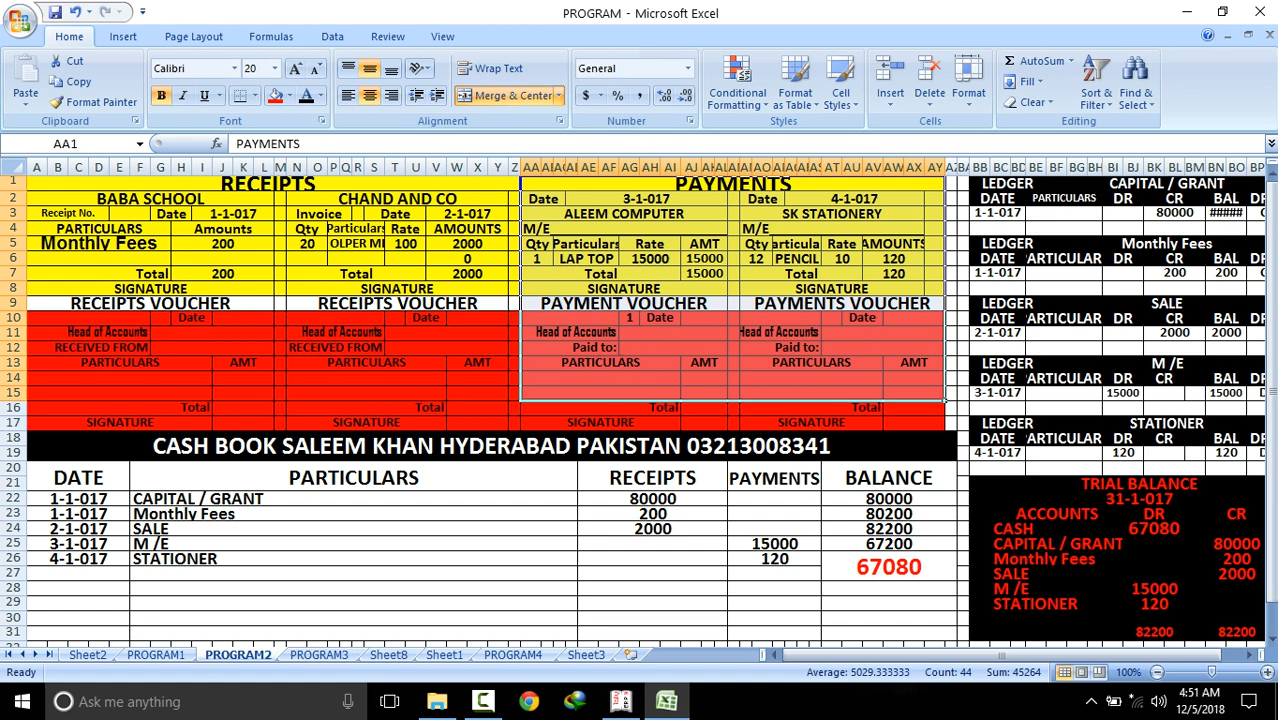 PROGRAM - Microsoft Excel
Home Insert Page Layout Formulas Data Review View
Paste
Cut
Copy
Format Painter
Clipboard
Calibri 20
B I U
Font
Wrap Text
Merge & Center
Alignment
General
$ % ,
Number
Conditional Formatting
Format as Table
Cell Styles
Styles
Insert Delete Format
Cells
AutoSum
Fill
Clear
Sort & Filter
Find & Select
Editing
AA1 fx PAYMENTS
RECEIPTS PAYMENTS
BABA SCHOOL CHAND AND CO Date 3-1-017 Date 4-1-017
Receipt No. Date 1-1-017 Invoice Date 2-1-017 ALEEM COMPUTER SK STATIONERY
PARTICULARS Amounts Qty Particulars Rate AMOUNTS M/E M/E
Monthly Fees 200 20 OLPER MI 100 2000 Qty Particulars Rate AMT Qty articula Rate AMOUNTS
0 1 LAP TOP 15000 15000 12 PENCIL 10 120
Total 200 Total 2000 Total 15000 Total 120
SIGNATURE SIGNATURE SIGNATURE SIGNATURE
RECEIPTS VOUCHER RECEIPTS VOUCHER PAYMENT VOUCHER PAYMENTS VOUCHER
Date Date 1 Date Date
Head of Accounts Head of Accounts Head of Accounts Head of Accounts
RECEIVED FROM RECEIVED FROM Paid to: Paid to:
PARTICULARS AMT PARTICULARS AMT PARTICULARS AMT PARTICULARS AMT
Total Total Total Total
SIGNATURE SIGNATURE SIGNATURE SIGNATURE
CASH BOOK SALEEM KHAN HYDERABAD PAKISTAN 03213008341
DATE PARTICULARS RECEIPTS PAYMENTS BALANCE
1-1-017 CAPITAL / GRANT 80000 80000
1-1-017 Monthly Fees 200 80200
2-1-017 SALE 2000 82200
3-1-017 M /E 15000 67200
4-1-017 STATIONER 120 67080
LEDGER CAPITAL / GRANT
DATE PARTICULARS DR CR BAL
1-1-017 80000 #####
LEDGER Monthly Fees
DATE PARTICULAR DR CR BAL
1-1-017 200 200
LEDGER SALE
DATE PARTICULAR DR CR BAL
2-1-017 2000 2000
LEDGER M /E
DATE PARTICULAR DR CR BAL
3-1-017 15000 15000
LEDGER STATIONER
DATE PARTICULAR DR CR BAL
4-1-017 120 120
TRIAL BALANCE
31-1-017
ACCOUNTS DR CR
CASH 67080
CAPITAL / GRANT 80000
Monthly Fees 200
SALE 2000
M /E 15000
STATIONER 120
82200 82200
Sheet2 PROGRAM1 PROGRAM2 PROGRAM3 Sheet8 Sheet1 PROGRAM4 Sheet3
Ready Average: 5029.333333 Count: 44 Sum: 45264 100%
Ask me anything
4:51 AM
12/5/2018